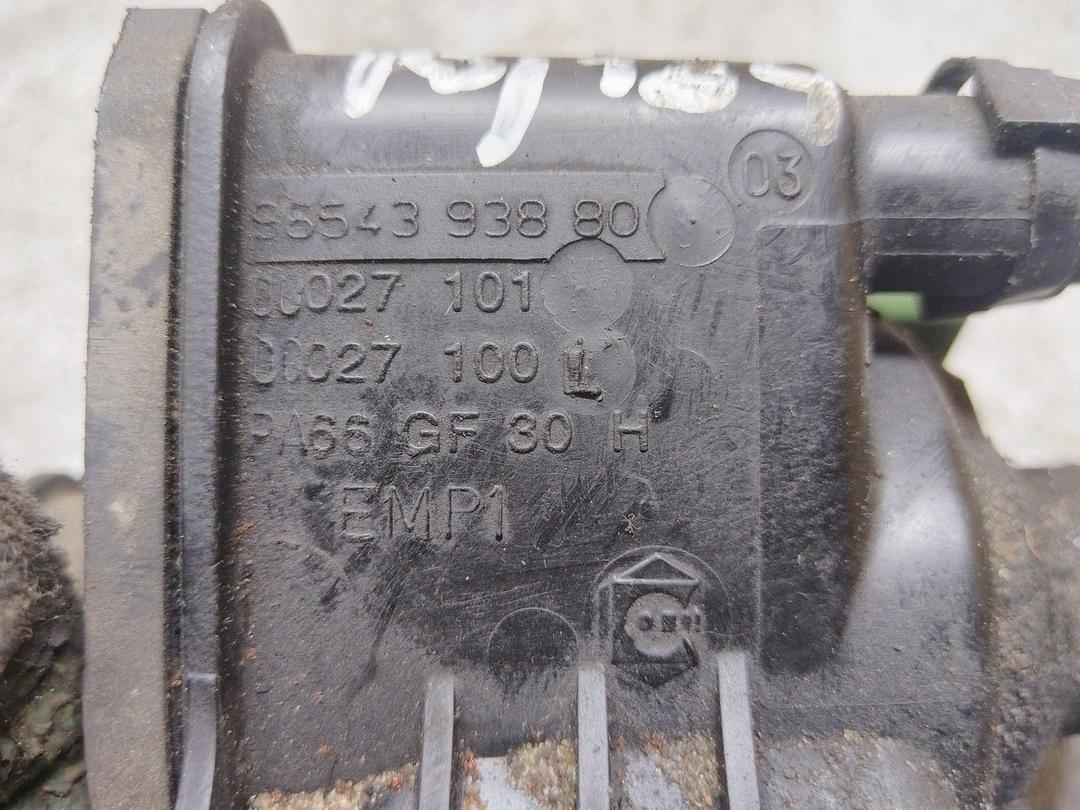 03
96543 938 80
00027 101
00027 100 L
PA66 GF 30 H
EMP1